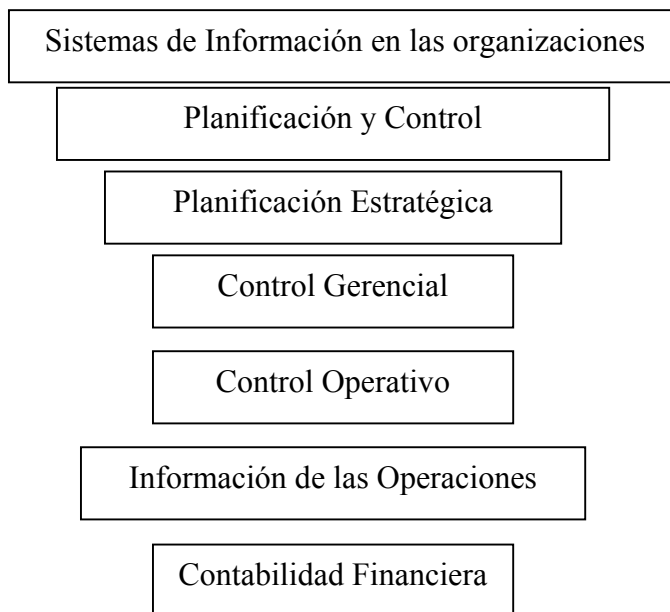 Sistemas de Información en las organizaciones
Planificación y Control
Planificación Estratégica
Control Gerencial
Control Operativo
Información de las Operaciones
Contabilidad Financiera